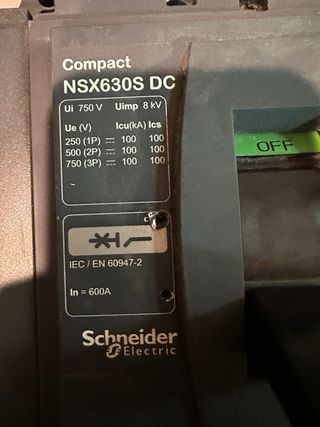 Compact
NSX630S DC
Ui 750 V Uimp 8 kV
Ue (V) Icu(kA) Ics
250 (1P) ⎓ 100 100
500 (2P) ⎓ 100 100
750 (3P) ⎓ 100 100
OFF
IEC / EN 60947-2
In = 600A
Schneider
Electric